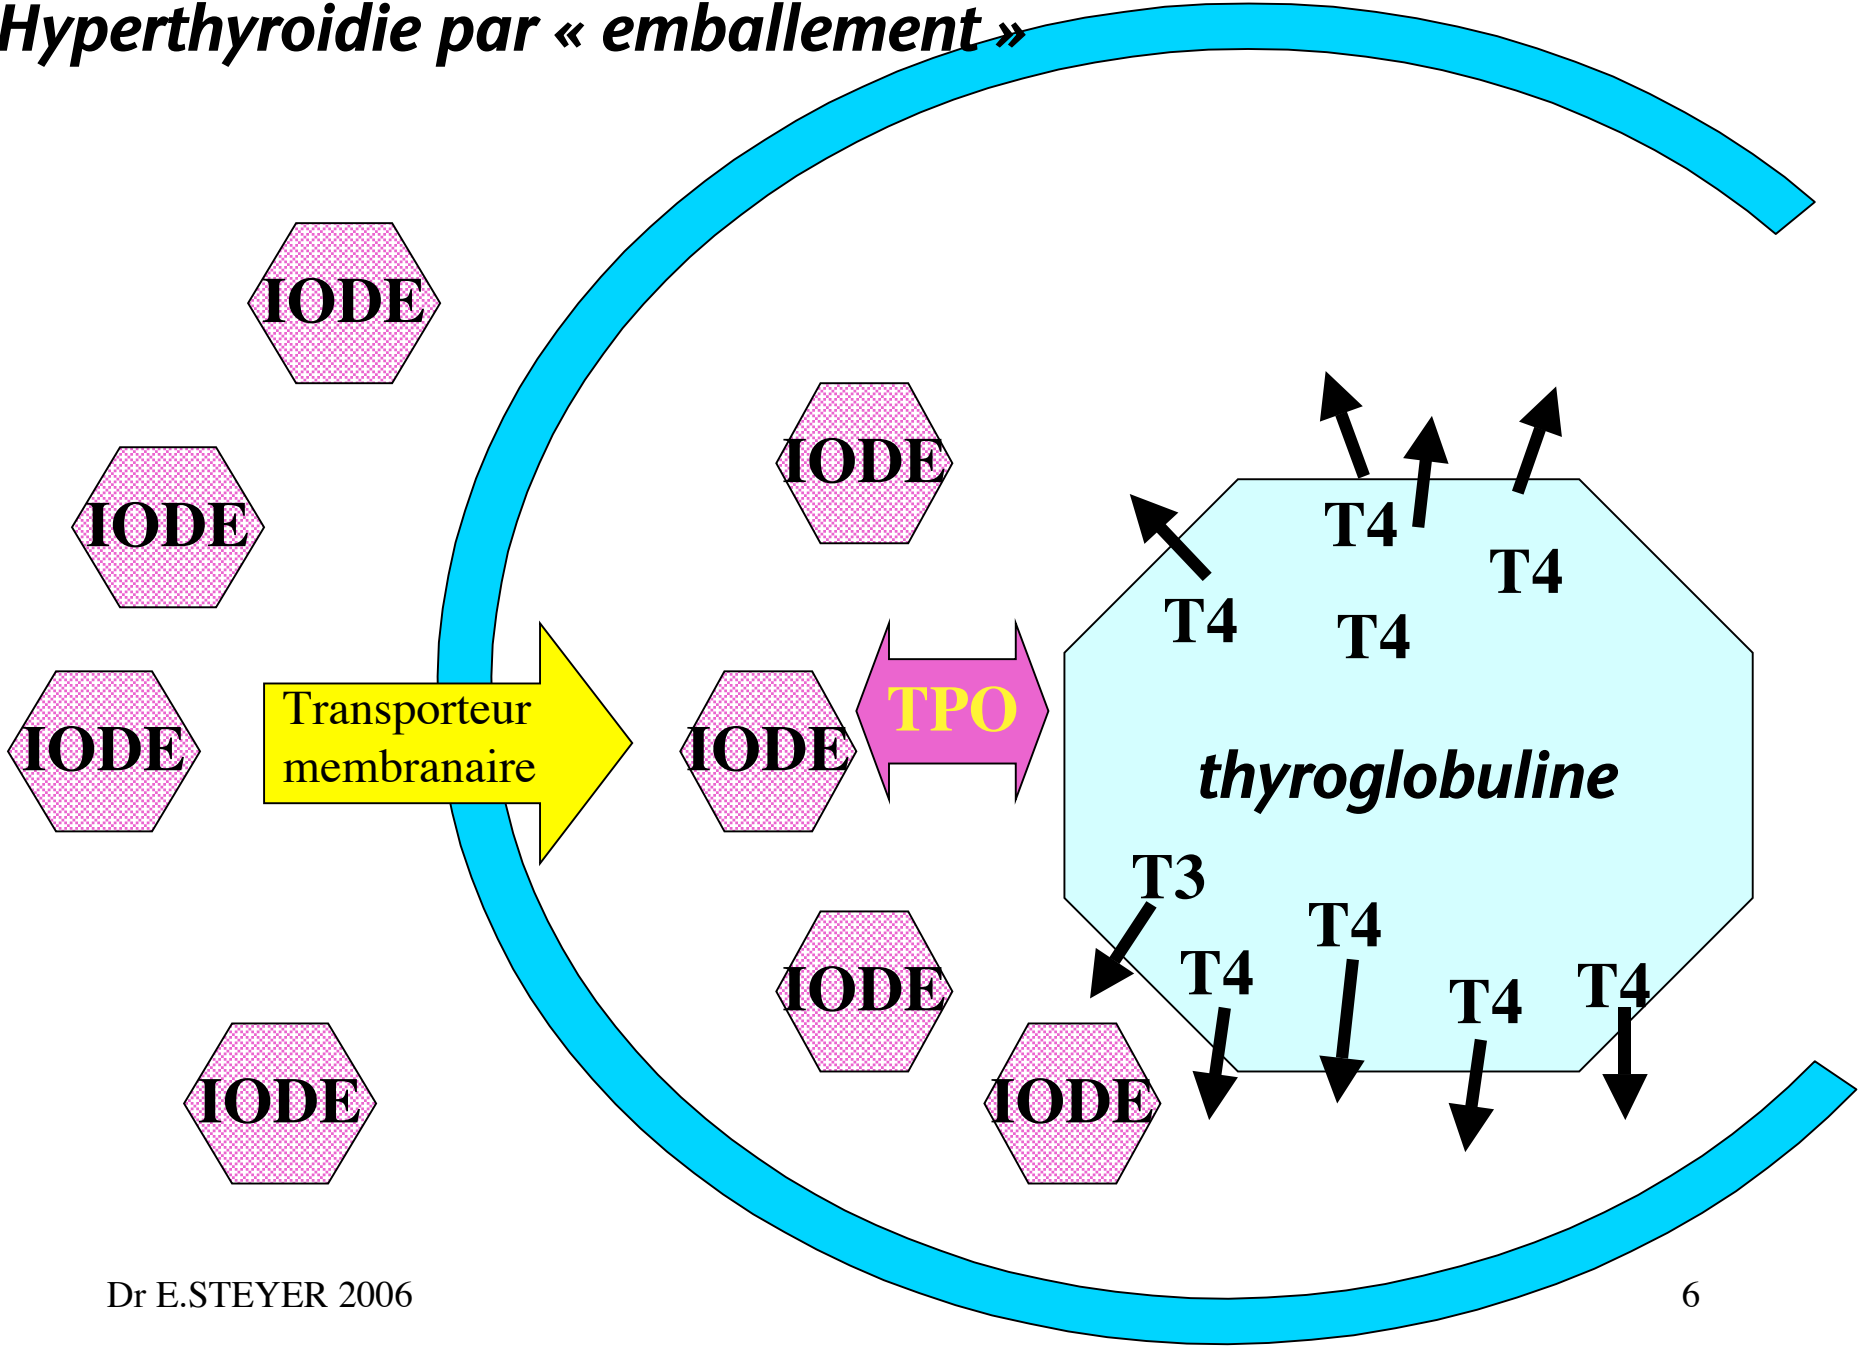 Hyperthyroidie par « emballement »
IODE
IODE
IODE
T4
T4
T4
T4
Transporteur
membranaire
IODE
IODE
TPO
thyroglobuline
T3
T4
T4
T4
T4
IODE
IODE
IODE
Dr E.STEYER 2006
6